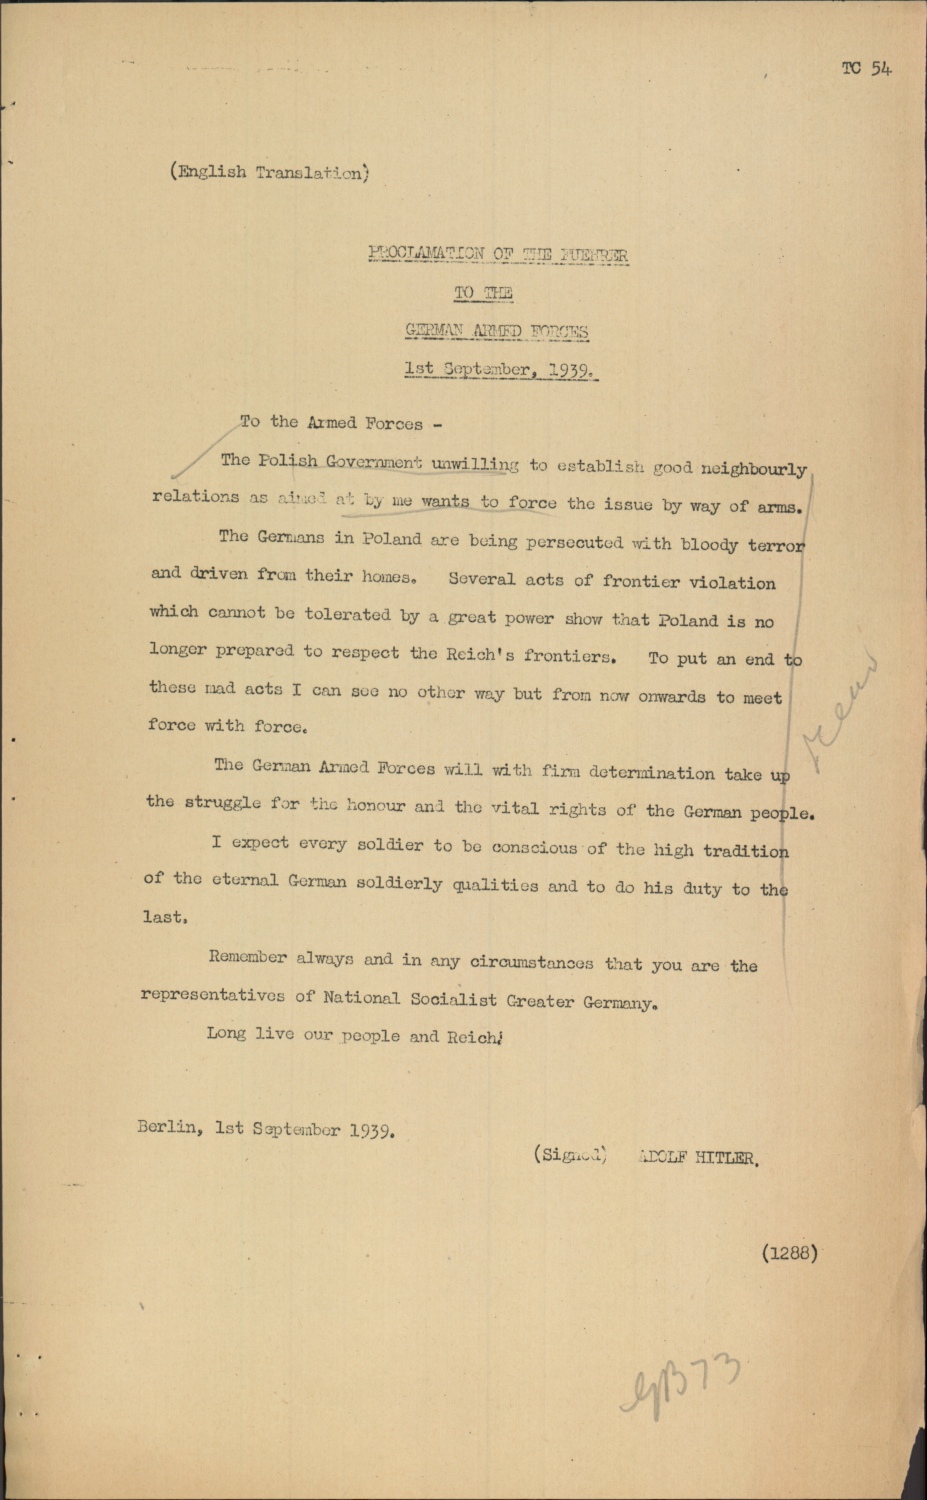 TC 54
(English Translation)
PROCLAMATION OF THE FUEHRER
TO THE
GERMAN ARMED FORCES
1st September, 1939.
To the Armed Forces -
The Polish Government unwilling to establish good neighbourly
relations as aimed at by me wants to force the issue by way of arms.
The Germans in Poland are being persecuted with bloody terror
and driven from their homes. Several acts of frontier violation
which cannot be tolerated by a great power show that Poland is no
longer prepared to respect the Reich's frontiers. To put an end to
these mad acts I can see no other way but from now onwards to meet
force with force.
The German Armed Forces will with firm determination take up
the struggle for the honour and the vital rights of the German people.
I expect every soldier to be conscious of the high tradition
of the eternal German soldierly qualities and to do his duty to the
last.
Remember always and in any circumstances that you are the
representatives of National Socialist Greater Germany.
Long live our people and Reich!
Berlin, 1st September 1939.
(Signed) ADOLF HITLER.
(1288)
GB73